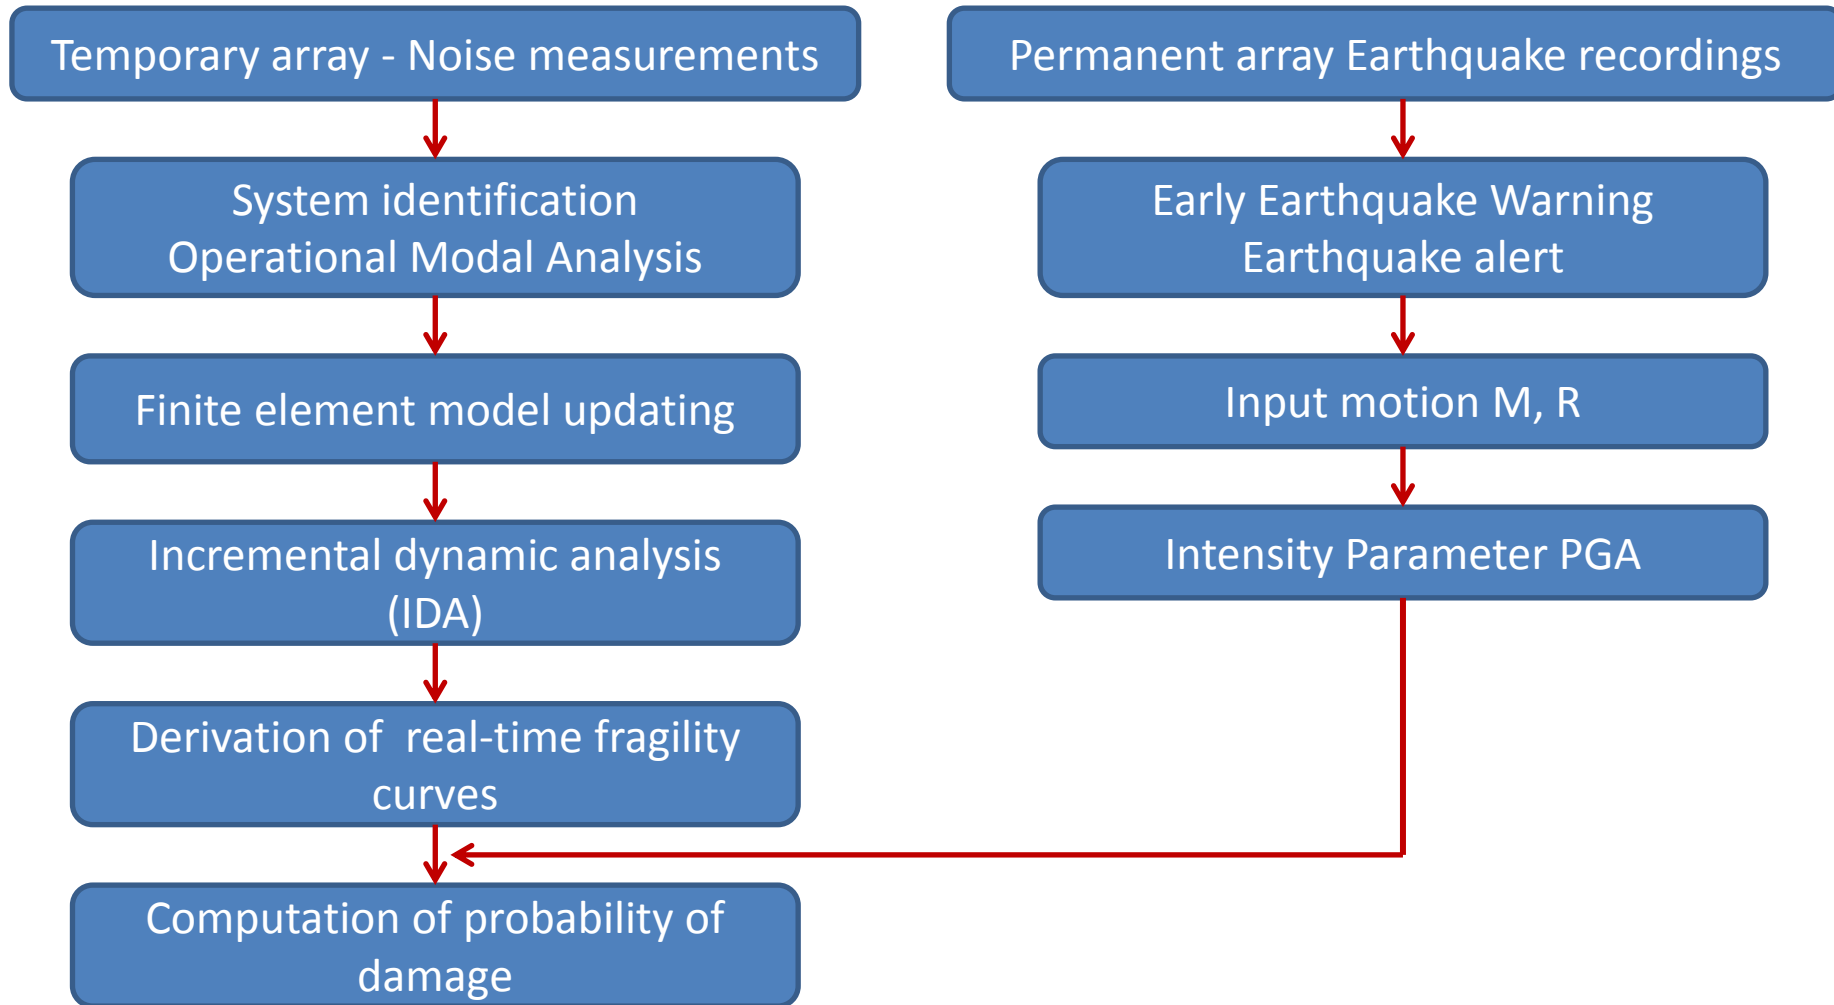 Temporary array - Noise measurements
System identification
Operational Modal Analysis
Finite element model updating
Incremental dynamic analysis
(IDA)
Derivation of  real-time fragility
curves
Computation of probability of
damage
Permanent array Earthquake recordings
Early Earthquake Warning
Earthquake alert
Input motion M, R
Intensity Parameter PGA